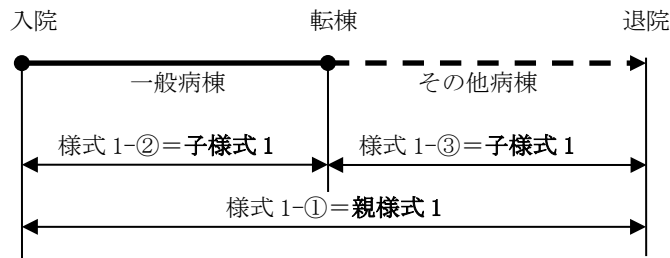 入院 転棟 退院
一般病棟 その他病棟
様式 1-②＝子様式 1 様式 1-③＝子様式 1
様式 1-①＝親様式 1